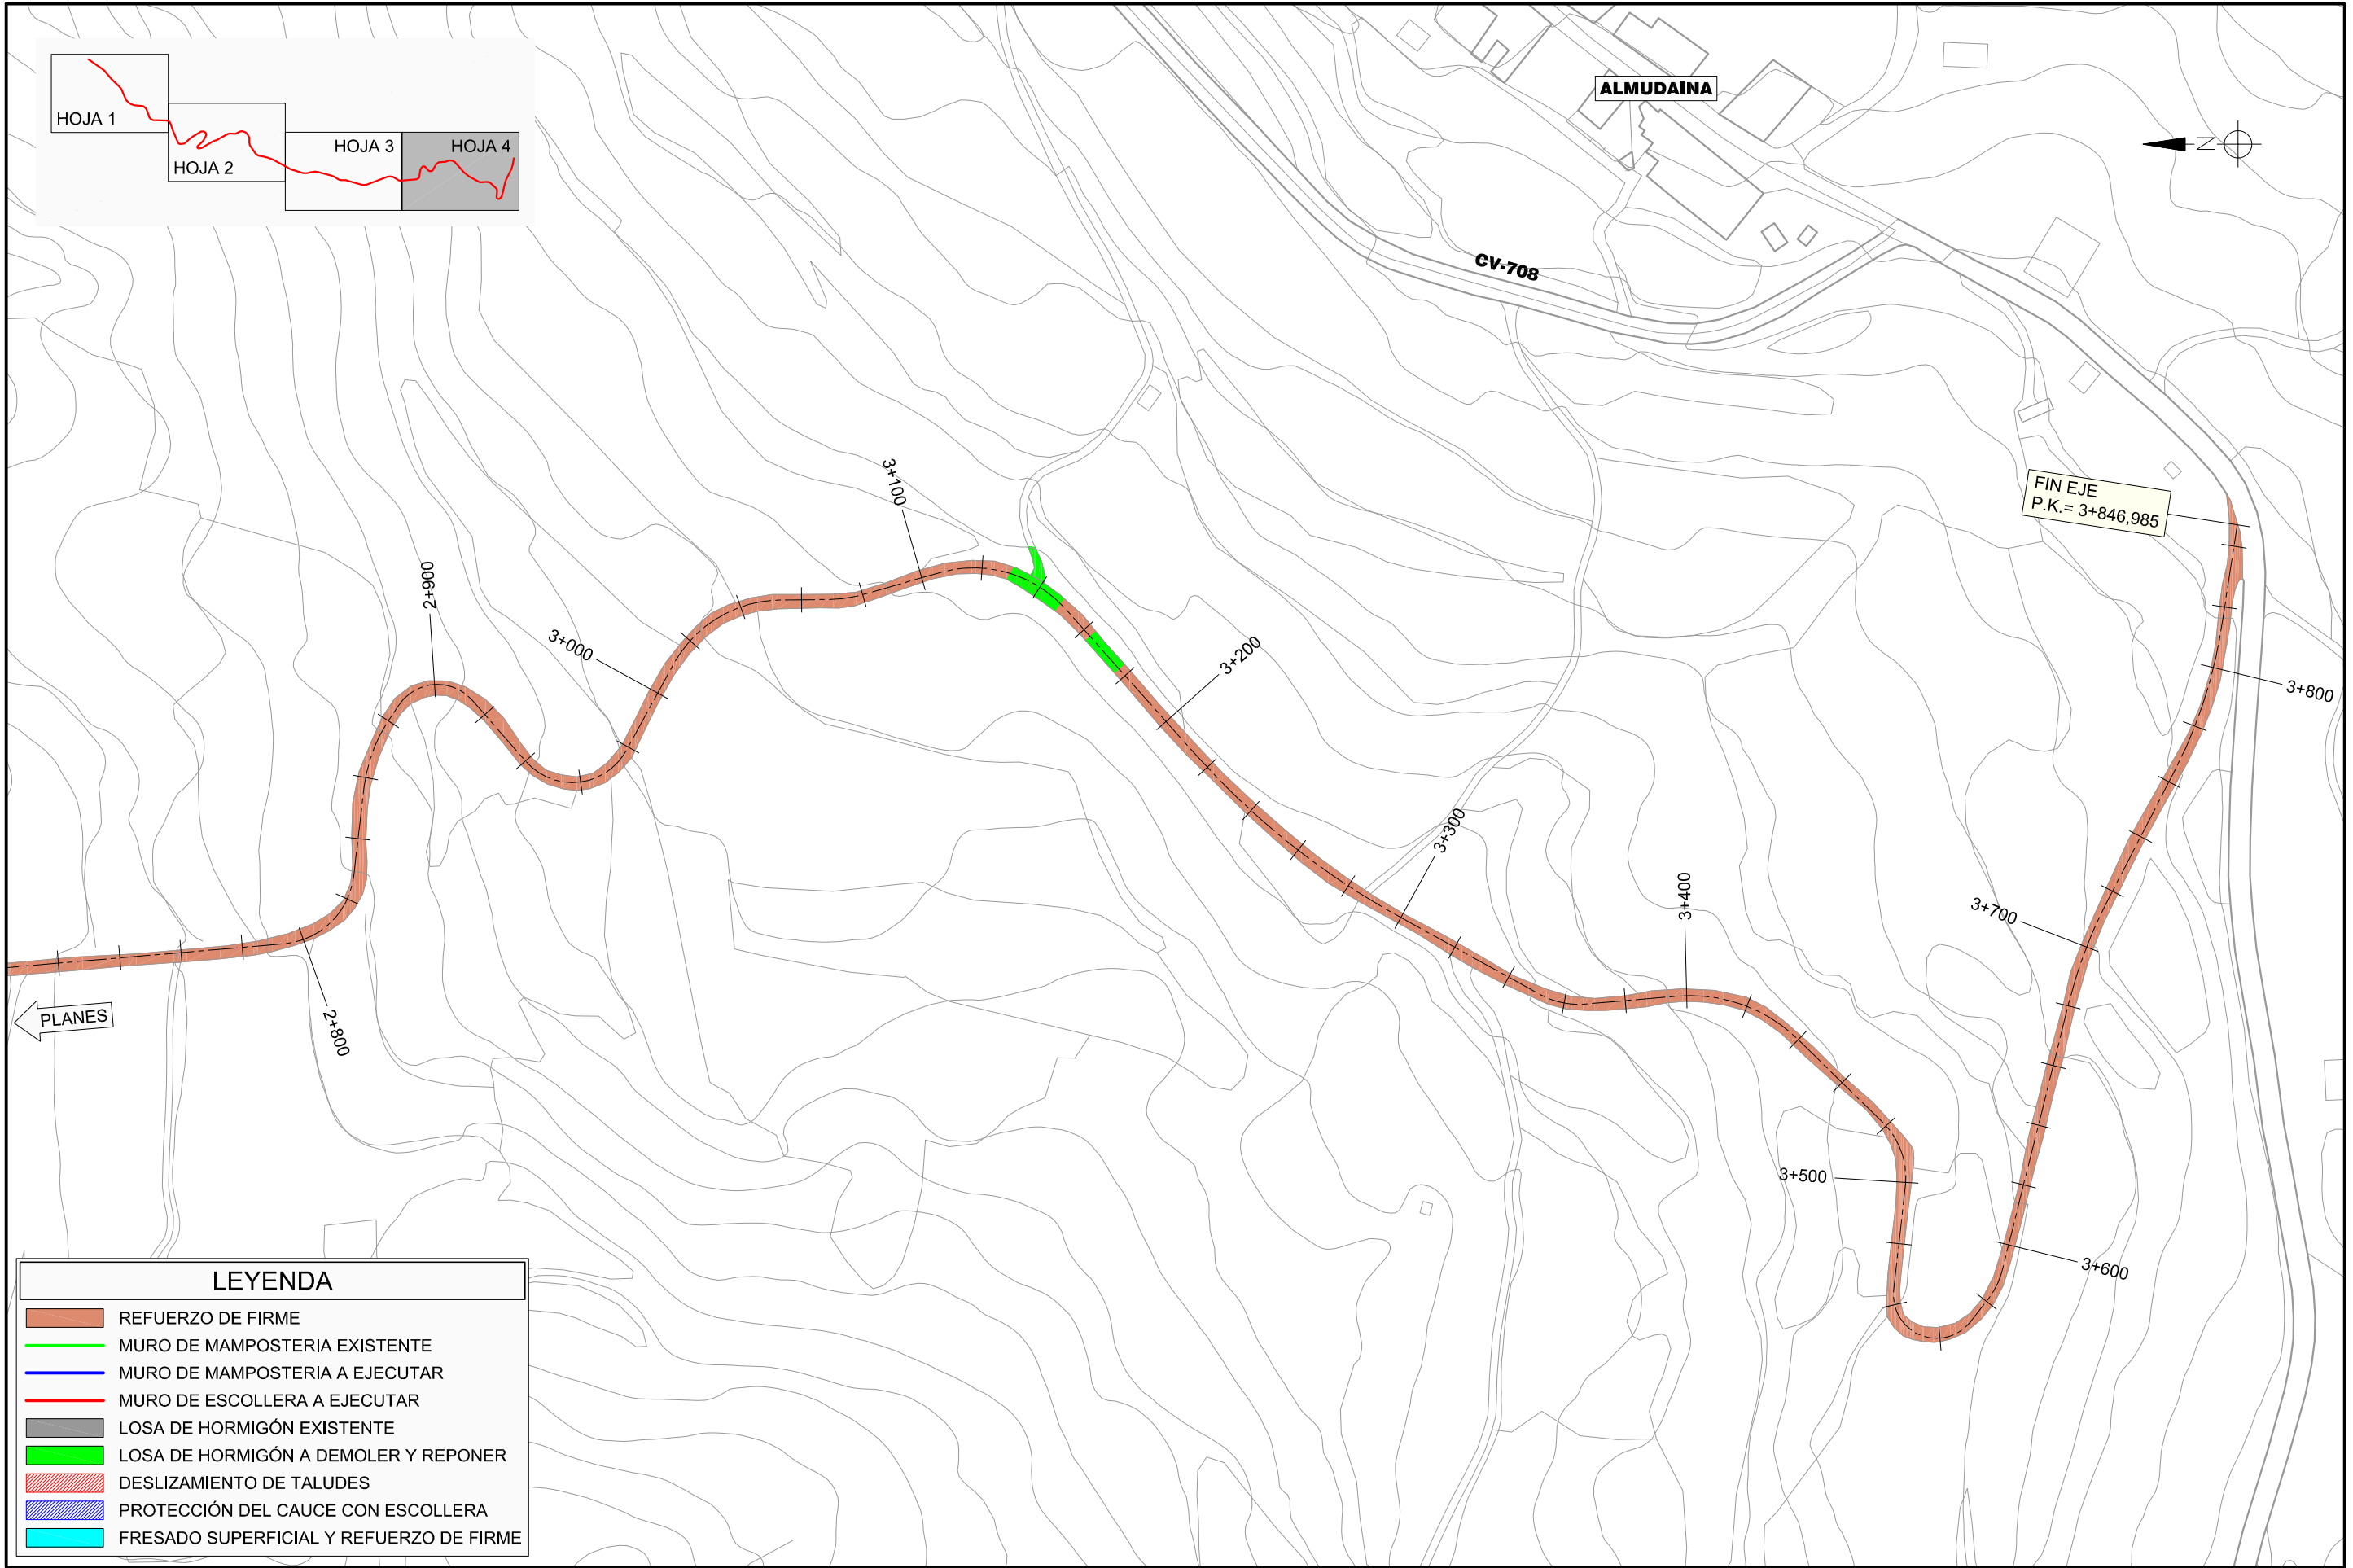 HOJA 1
HOJA 2
HOJA 3
HOJA 4
ALMUDAINA
N
CV-708
FIN EJE
P.K.= 3+846,985
3+100
2+900
3+000
3+200
3+800
3+300
3+400
3+700
PLANES
2+800
3+500
3+600
LEYENDA
REFUERZO DE FIRME
MURO DE MAMPOSTERIA EXISTENTE
MURO DE MAMPOSTERIA A EJECUTAR
MURO DE ESCOLLERA A EJECUTAR
LOSA DE HORMIGÓN EXISTENTE
LOSA DE HORMIGÓN A DEMOLER Y REPONER
DESLIZAMIENTO DE TALUDES
PROTECCIÓN DEL CAUCE CON ESCOLLERA
FRESADO SUPERFICIAL Y REFUERZO DE FIRME